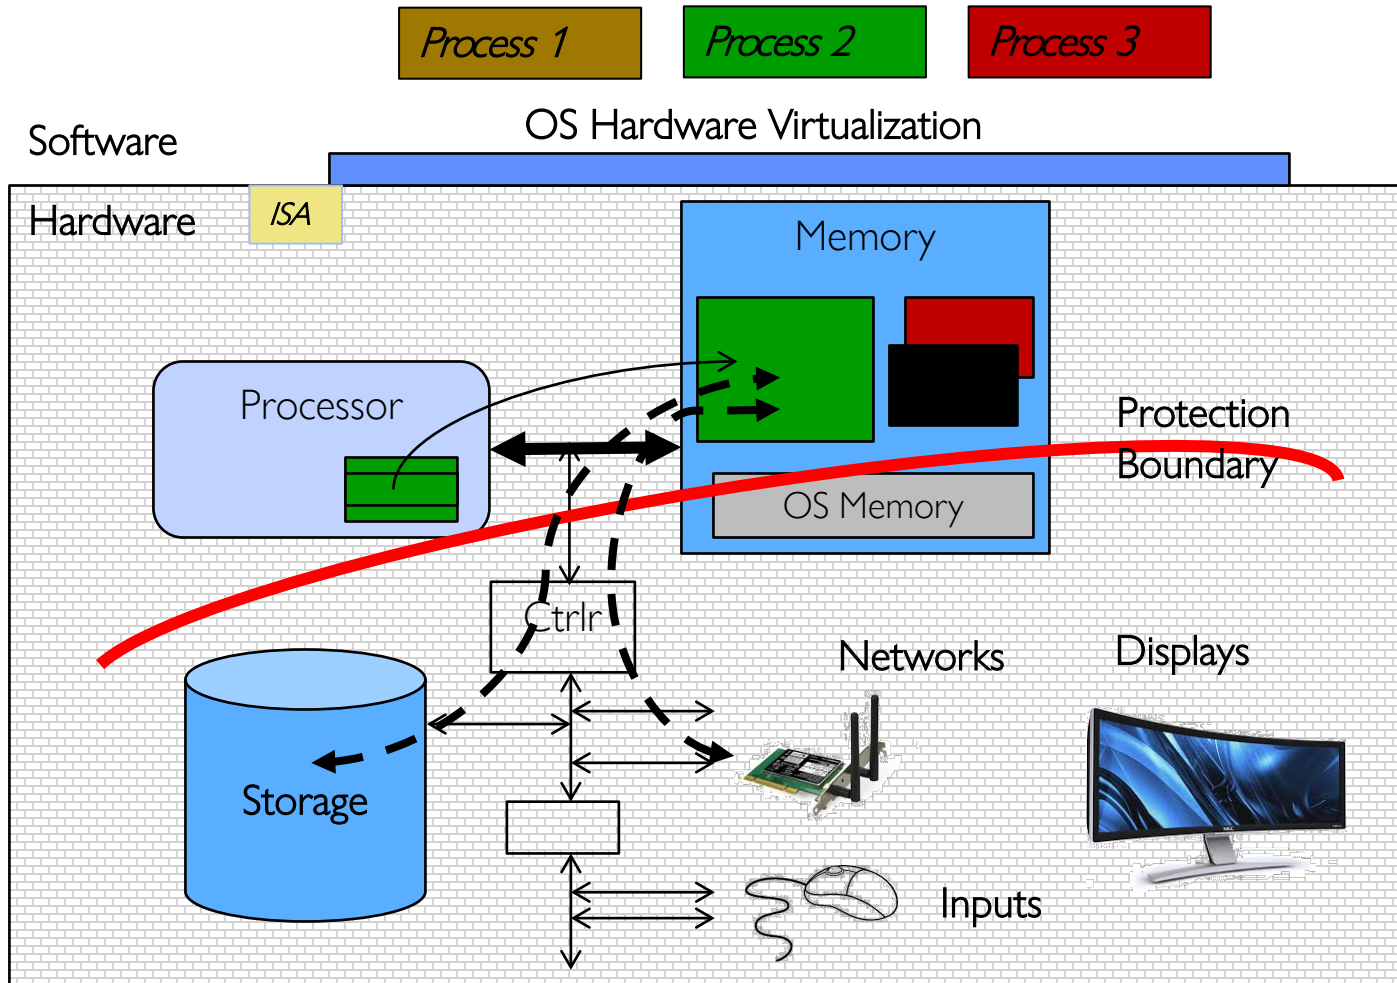 Process 1
Process 2
Process 3
OS Hardware Virtualization
Software
Hardware
ISA
Memory
Processor
Protection
Boundary
OS Memory
Ctrlr
Networks
Displays
Storage
Inputs